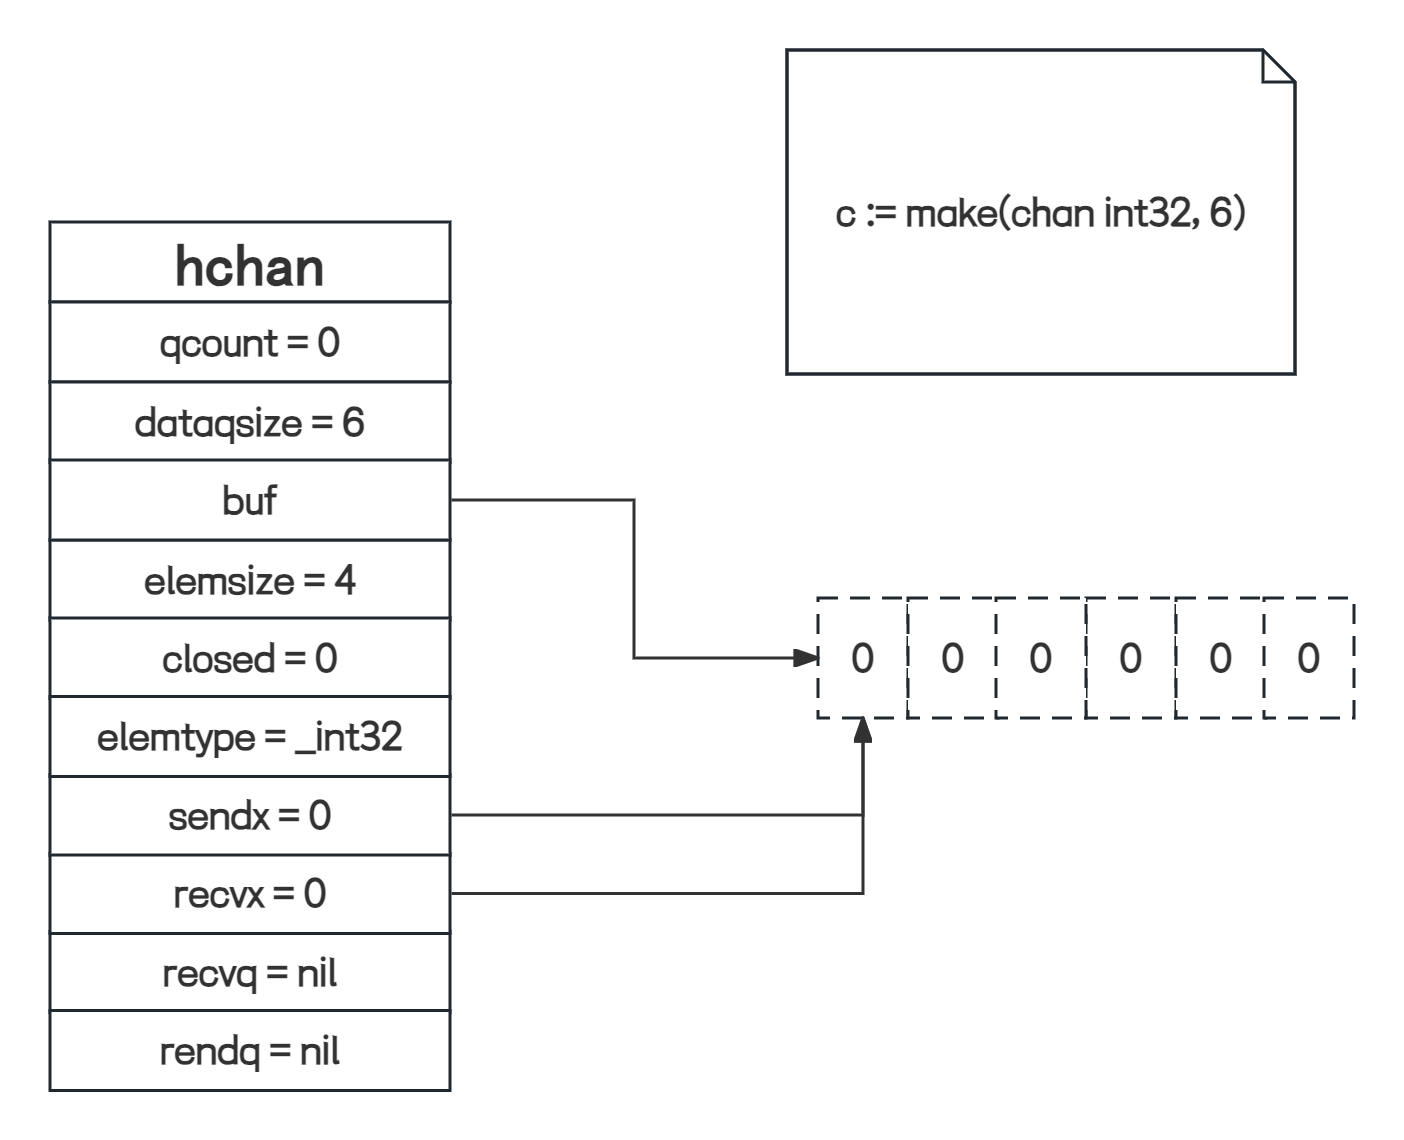 c := make(chan int32, 6)
hchan
qcount = 0
dataqsize = 6
buf
elemsize = 4
closed = 0
elemtype = _int32
sendx = 0
recvx = 0
recvq = nil
rendq = nil
0 0 0 0 0 0